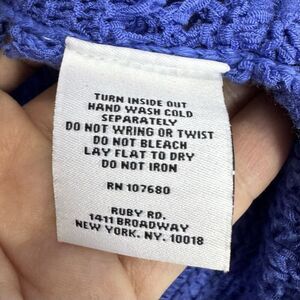 TURN INSIDE OUT
HAND WASH COLD
SEPARATELY
DO NOT WRING OR TWIST
DO NOT BLEACH
LAY FLAT TO DRY
DO NOT IRON
RN 107680
RUBY RD.
1411 BROADWAY
NEW YORK. NY. 10018